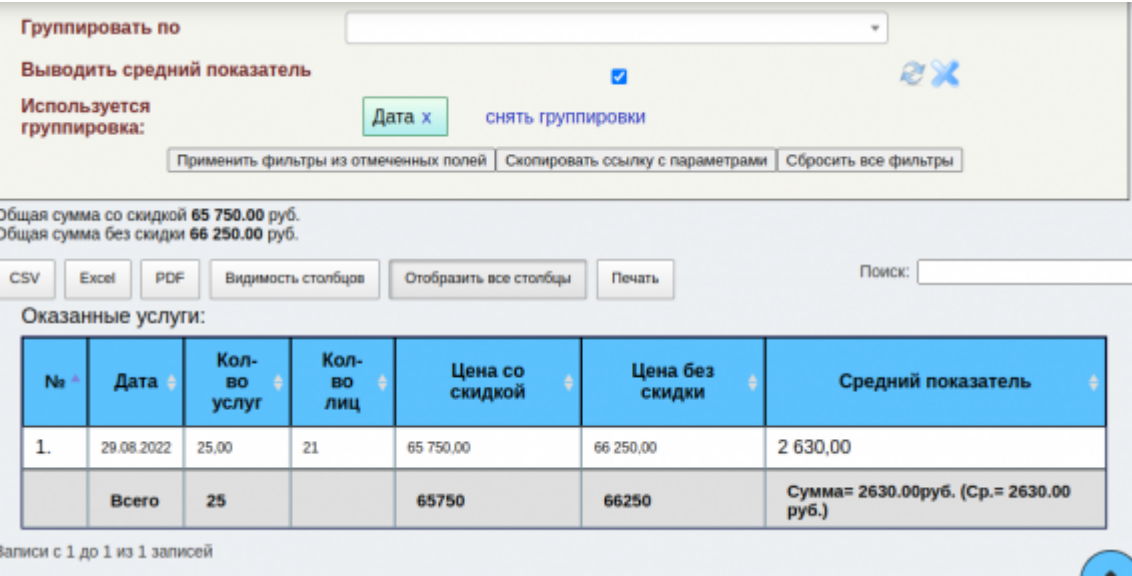 Группировать по
Выводить средний показатель
Используется
группировка:
Дата x снять группировки
Применить фильтры из отмеченных полей Скопировать ссылку с параметрами Сбросить все фильтры
Общая сумма со скидкой 65 750.00 руб.
Общая сумма без скидки 66 250.00 руб.
CSV Excel PDF Видимость столбцов Отобразить все столбцы Печать Поиск:
Оказанные услуги:
№ Дата Кол-во услуг Кол-во лиц Цена со скидкой Цена без скидки Средний показатель
1. 29.08.2022 25,00 21 65 750,00 66 250,00 2 630,00
Всего 25 65750 66250 Сумма= 2630.00руб. (Ср.= 2630.00 руб.)
Записи с 1 до 1 из 1 записей